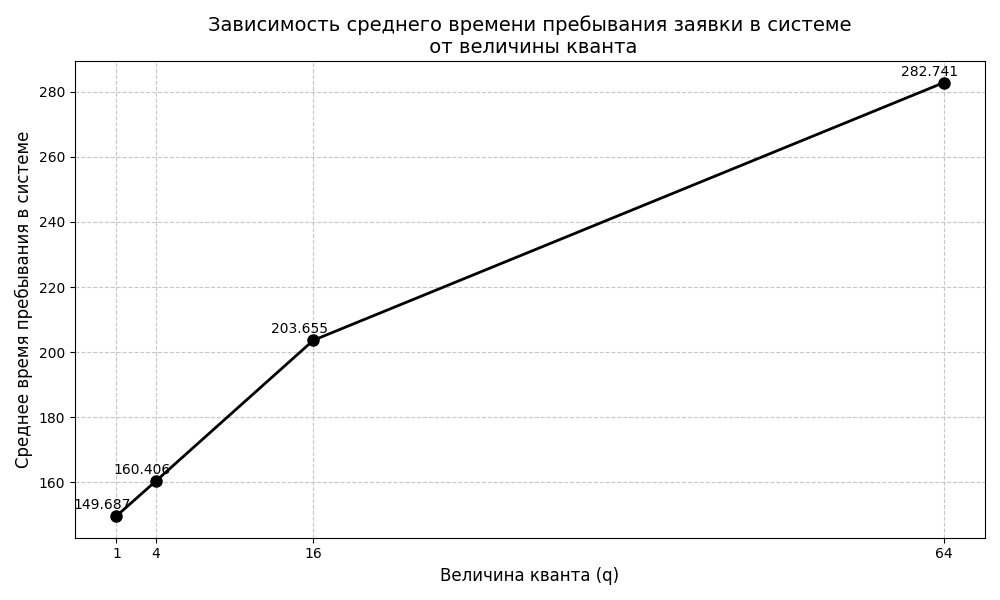 Зависимость среднего времени пребывания заявки в системе
от величины кванта
282.741
280
260
240
220
203.655
200
180
160.406
160
149.687
Среднее время пребывания в системе
1 4 16 64
Величина кванта (q)